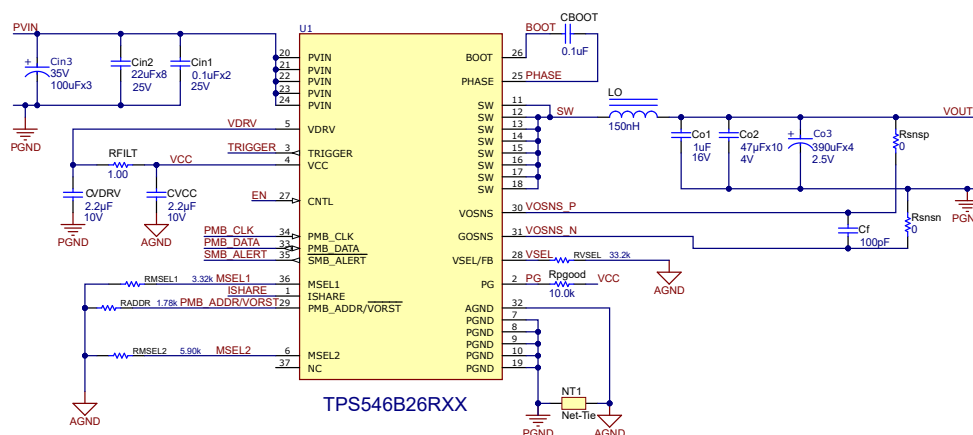 U1
PVIN
BOOT
CBOOT
0.1uF
Cin3
35V
100uFx3
Cin2
22uFx8
25V
Cin1
0.1uFx2
25V
PGND
20 PVIN
21 PVIN
22 PVIN
23 PVIN
24 PVIN
BOOT 26
PHASE 25 PHASE
SW 11
SW 12
SW 13
SW 14
SW 15
SW 16
SW 17
SW 18
SW
LO
150nH
VOUT
Co1
1uF
16V
Co2
47µFx10
4V
Co3
390uFx4
2.5V
Rsnsp
0
PGND
VDRV 5 VDRV
TRIGGER 3 TRIGGER
RFILT
1.00
VCC 4 VCC
CVDRV
2.2µF
10V
PGND
CVCC
2.2µF
10V
AGND
EN 27 CNTL
VOSNS 30 VOSNS_P
GOSNS 31 VOSNS_N
Cf
100pF
Rsnsn
0
PMB_CLK 34 PMB_CLK
PMB_DATA 33 PMB_DATA
SMB_ALERT 35 SMB_ALERT
VSEL/FB 28 VSEL RVSEL 33.2k
AGND
PG 2 PG Rpgood
10.0k
VCC
RMSEL1 3.32k MSEL1 36 MSEL1
ISHARE 1 ISHARE
RADDR 1.78k PMB_ADDR/VORST 29 PMB_ADDR/VORST
RMSEL2 5.90k MSEL2 6 MSEL2
37 NC
AGND
AGND 32
PGND 7
PGND 8
PGND 9
PGND 10
PGND 19
TPS546B26RXX
NT1
Net-Tie
PGND
AGND